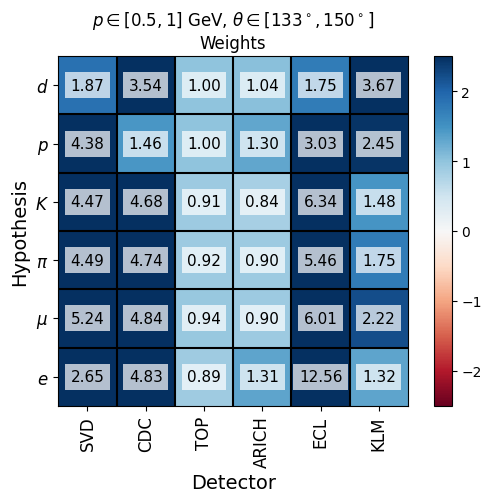 p ∈ [0.5, 1] GeV, θ ∈ [133°, 150°]
Weights
Hypothesis
d 1.87 3.54 1.00 1.04 1.75 3.67
p 4.38 1.46 1.00 1.30 3.03 2.45
K 4.47 4.68 0.91 0.84 6.34 1.48
π 4.49 4.74 0.92 0.90 5.46 1.75
μ 5.24 4.84 0.94 0.90 6.01 2.22
e 2.65 4.83 0.89 1.31 12.56 1.32
SVD CDC TOP ARICH ECL KLM
Detector
2
1
0
−1
−2